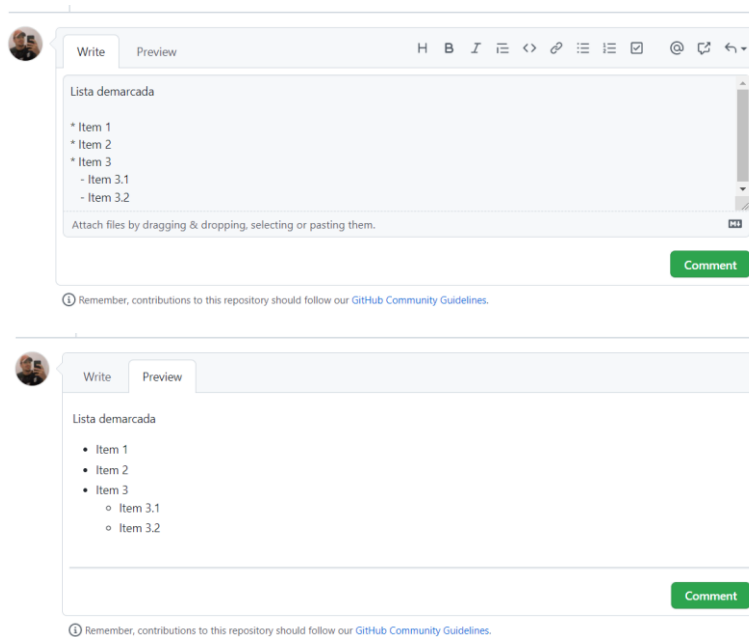 Write Preview H B I
Lista demarcada
* Item 1
* Item 2
* Item 3
- Item 3.1
- Item 3.2
Attach files by dragging & dropping, selecting or pasting them.
Comment
Remember, contributions to this repository should follow our GitHub Community Guidelines.
Write Preview
Lista demarcada
• Item 1
• Item 2
• Item 3
◦ Item 3.1
◦ Item 3.2
Comment
Remember, contributions to this repository should follow our GitHub Community Guidelines.